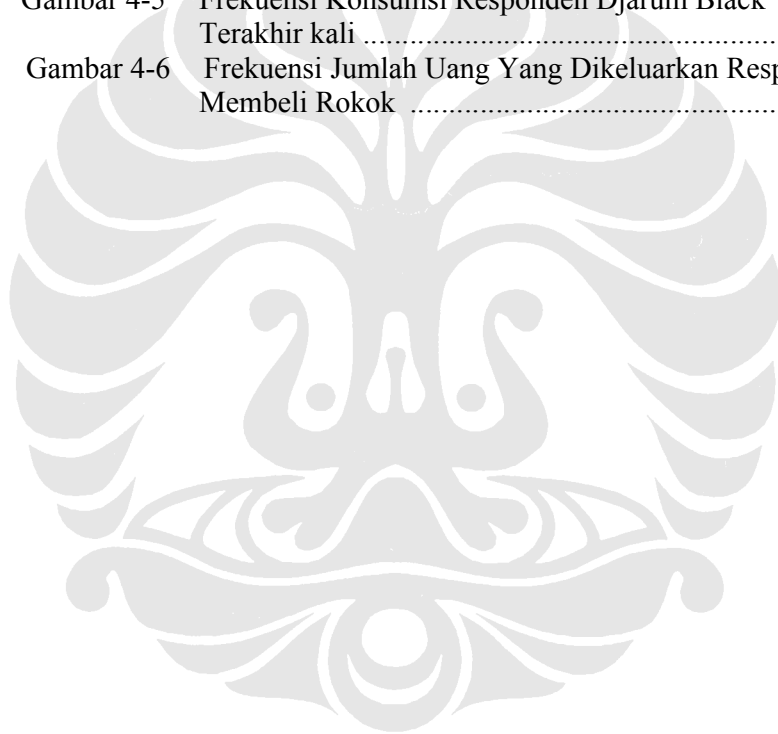 Gambar 4-5 Frekuensi Konsumsi Responden Djarum Black
Terakhir kali ........................................................
Gambar 4-6 Frekuensi Jumlah Uang Yang Dikeluarkan
Membeli Rokok ..................................................